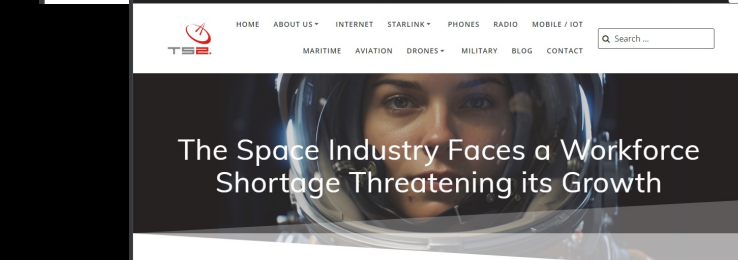 TS2.
HOME ABOUT US INTERNET STARLINK PHONES RADIO MOBILE / IOT
MARITIME AVIATION DRONES MILITARY BLOG CONTACT
Search ...
The Space Industry Faces a Workforce
Shortage Threatening its Growth